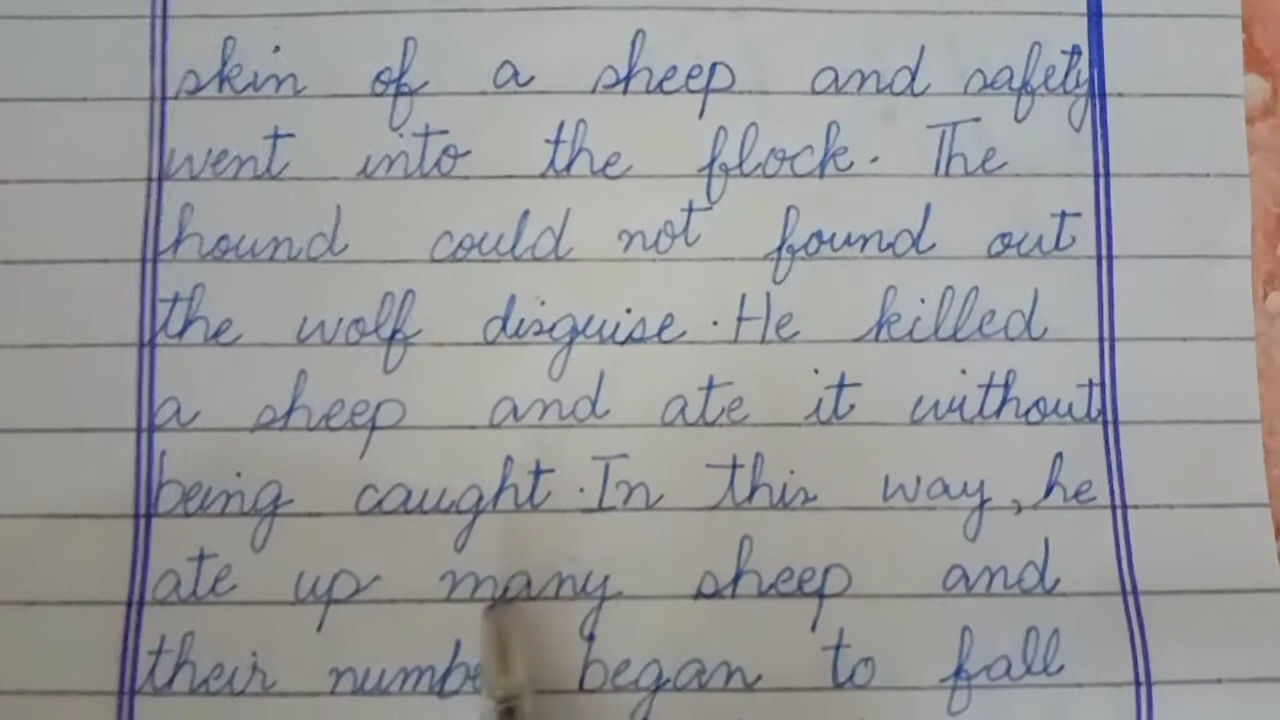 skin of a sheep and safety
went into the flock. The
hound could not found out
the wolf disguise. He killed
a sheep and ate it without
being caught. In this way, he
ate up many sheep and
their began to fall